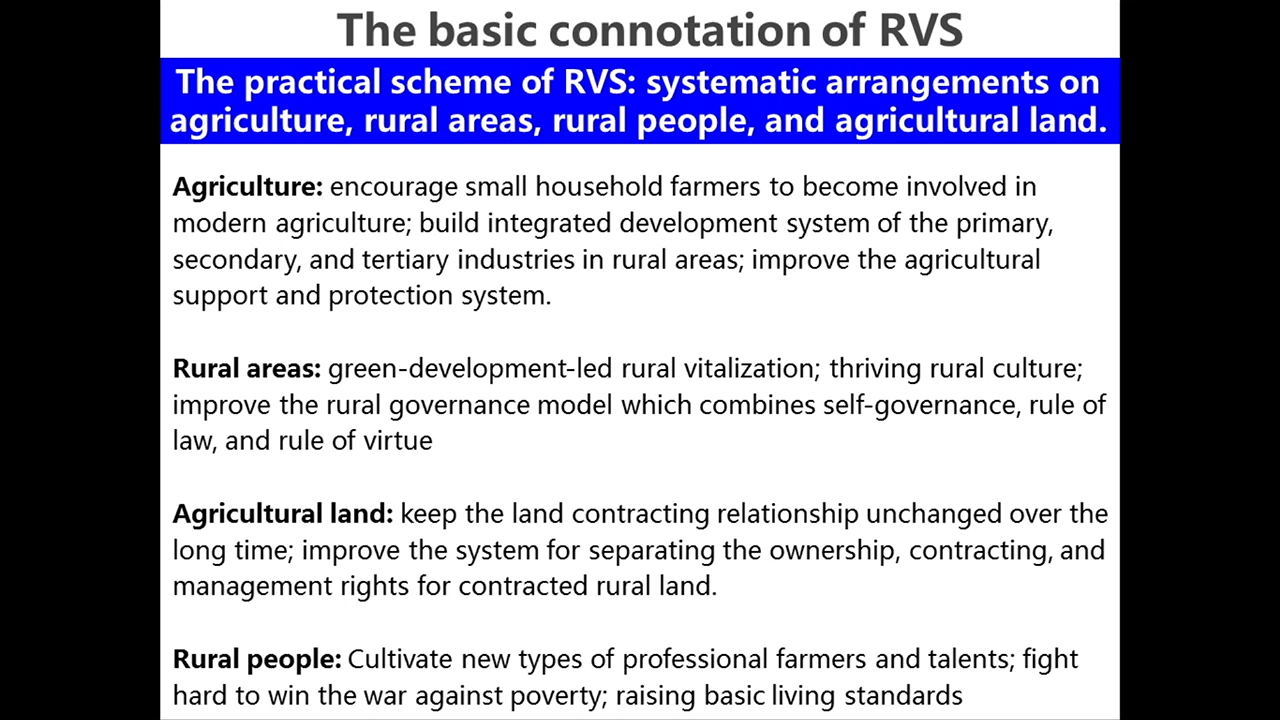 The basic connotation of RVS
The practical scheme of RVS: systematic arrangements on
agriculture, rural areas, rural people, and agricultural land.
Agriculture: encourage small household farmers to become involved in
modern agriculture; build integrated development system of the primary,
secondary, and tertiary industries in rural areas; improve the agricultural
support and protection system.
Rural areas: green-development-led rural vitalization; thriving rural culture;
improve the rural governance model which combines self-governance, rule of
law, and rule of virtue
Agricultural land: keep the land contracting relationship unchanged over the
long time; improve the system for separating the ownership, contracting, and
management rights for contracted rural land.
Rural people: Cultivate new types of professional farmers and talents; fight
hard to win the war against poverty; raising basic living standards